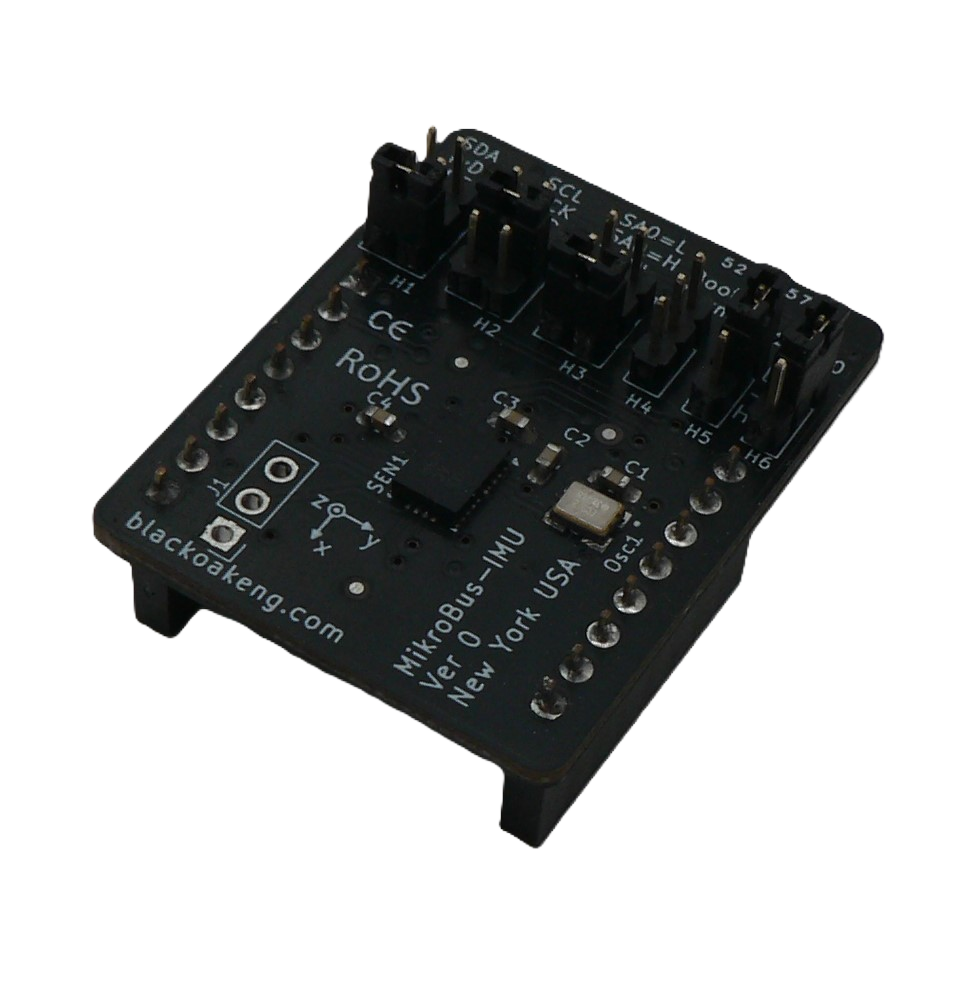 SDA
SCL
SA0=L
SA0=H
52
57
H1
H2
H3
H4
H5
H6
CE
RoHS
C4
C3
C2
C1
SEN1
J1
z
y
x
Osc1
blackoakeng.com
MikroBus-IMU
Ver 0
New York USA